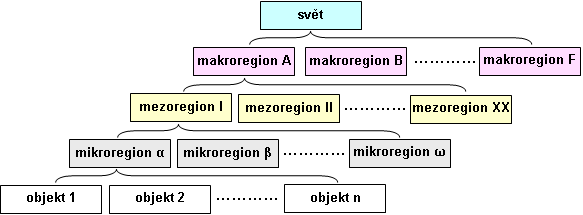 svět
makroregion A makroregion B ………… makroregion F
mezoregion I mezoregion II ………… mezoregion XX
mikroregion α mikroregion β ………… mikroregion ω
objekt 1 objekt 2 ………… objekt n